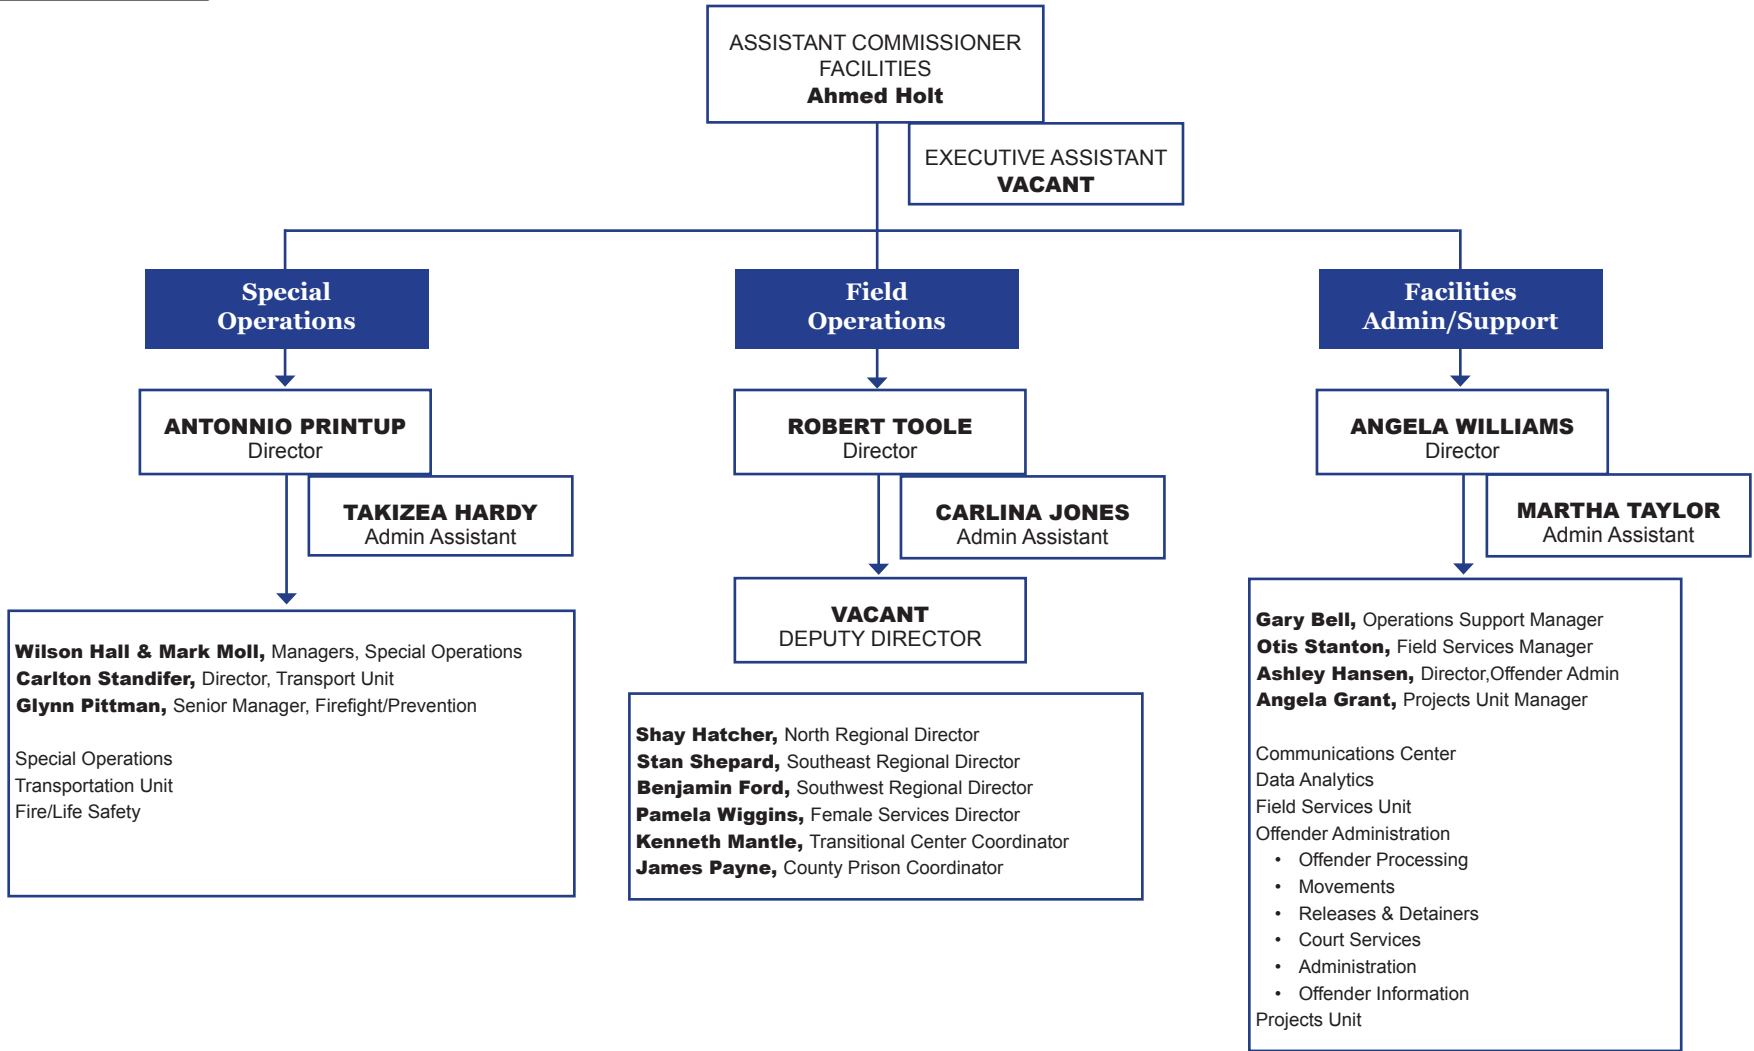 ASSISTANT COMMISSIONER
FACILITIES
Ahmed Holt
EXECUTIVE ASSISTANT
VACANT
Special
Operations
ANTONNIO PRINTUP
Director
TAKIZEA HARDY
Admin Assistant
Wilson Hall & Mark Moll, Managers, Special Operations
Carlton Standifer, Director, Transport Unit
Glynn Pittman, Senior Manager, Firefight/Prevention
Special Operations
Transportation Unit
Fire/Life Safety
Field
Operations
ROBERT TOOLE
Director
CARLINA JONES
Admin Assistant
VACANT
DEPUTY DIRECTOR
Shay Hatcher, North Regional Director
Stan Shepard, Southeast Regional Director
Benjamin Ford, Southwest Regional Director
Pamela Wiggins, Female Services Director
Kenneth Mantle, Transitional Center Coordinator
James Payne, County Prison Coordinator
Facilities
Admin/Support
ANGELA WILLIAMS
Director
MARTHA TAYLOR
Admin Assistant
Gary Bell, Operations Support Manager
Otis Stanton, Field Services Manager
Ashley Hansen, Director,Offender Admin
Angela Grant, Projects Unit Manager
Communications Center
Data Analytics
Field Services Unit
Offender Administration
• Offender Processing
• Movements
• Releases & Detainers
• Court Services
• Administration
• Offender Information
Projects Unit